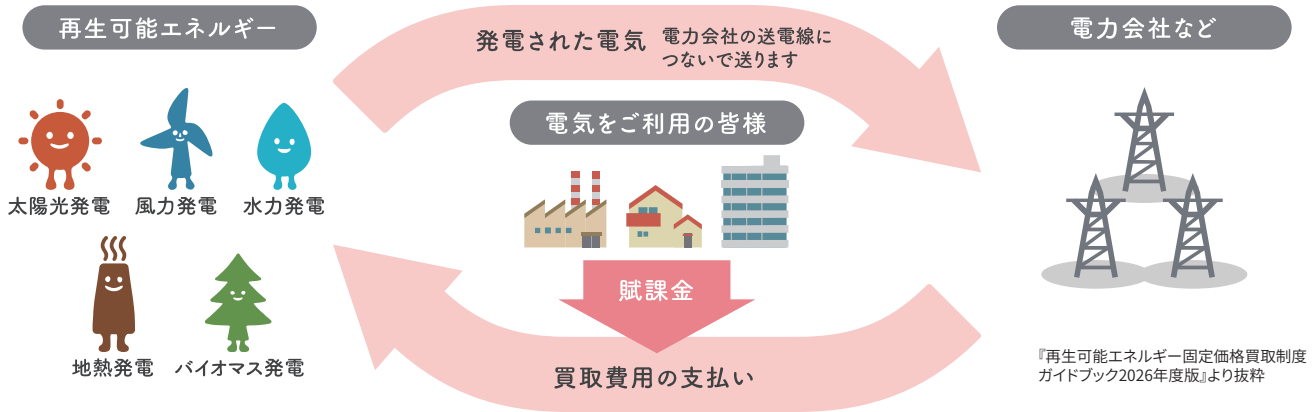 再生可能エネルギー
太陽光発電
風力発電
水力発電
地熱発電
バイオマス発電
発電された電気
電力会社の送電線に
つないで送ります
電気をご利用の皆様
賦課金
買取費用の支払い
電力会社など
『再生可能エネルギー固定価格買取制度
ガイドブック2026年度版』より抜粋